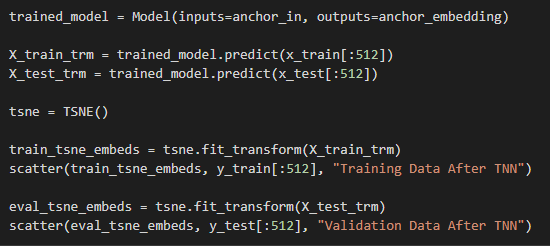 trained_model = Model(inputs=anchor_in, outputs=anchor_embedding)
X_train_trm = trained_model.predict(x_train[:512])
X_test_trm = trained_model.predict(x_test[:512])
tsne = TSNE()
train_tsne_embeds = tsne.fit_transform(X_train_trm)
scatter(train_tsne_embeds, y_train[:512], "Training Data After TNN")
eval_tsne_embeds = tsne.fit_transform(X_test_trm)
scatter(eval_tsne_embeds, y_test[:512], "Validation Data After TNN")